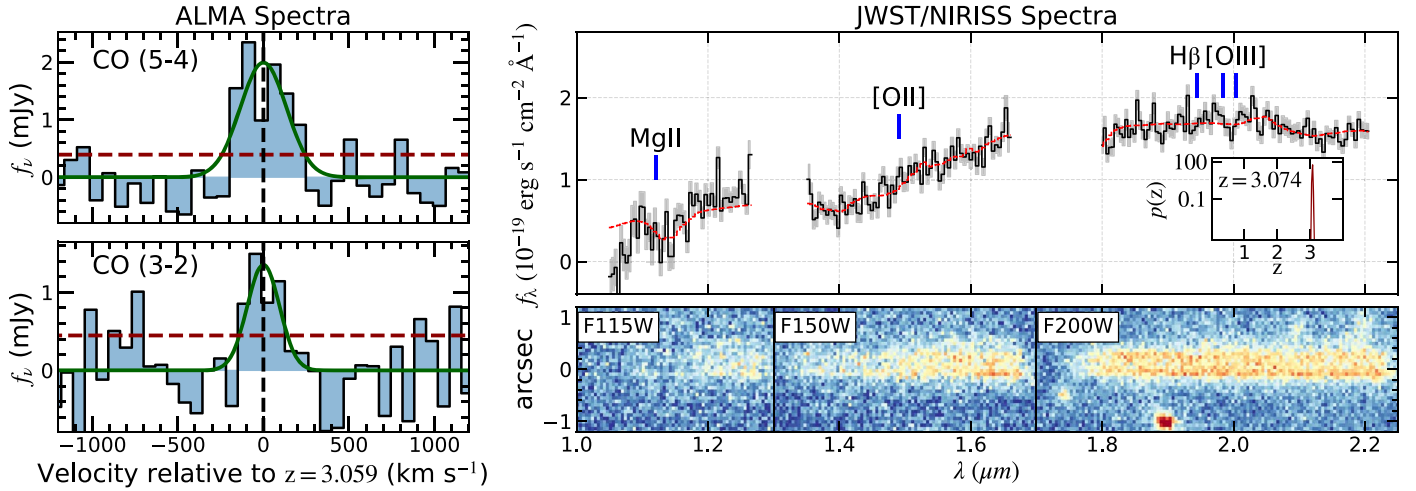 ALMA Spectra
CO (5-4)
2
1
0
fν (mJy)
CO (3-2)
1
0
fν (mJy)
−1000 −500 0 500 1000
Velocity relative to z = 3.059 (km s⁻¹)
JWST/NIRISS Spectra
MgII
[OII]
Hβ [OIII]
2
1
0
fλ (10⁻¹⁹ erg s⁻¹ cm⁻² Å⁻¹)
100
0.1
p(z)
z = 3.074
1 2 3
z
F115W
F150W
F200W
1
0
−1
arcsec
1.0 1.2 1.4 1.6 1.8 2.0 2.2
λ (μm)